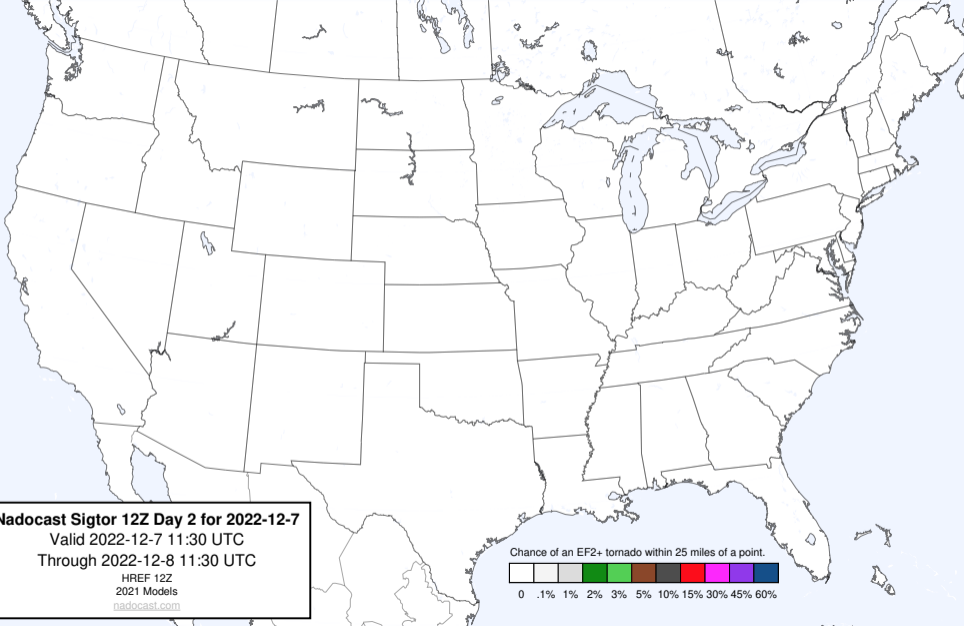 Nadocast Sigtor 12Z Day 2 for 2022-12-7
Valid 2022-12-7 11:30 UTC
Through 2022-12-8 11:30 UTC
HREF 12Z
2021 Models
nadocast.com
Chance of an EF2+ tornado within 25 miles of a point.
0 .1% 1% 2% 3% 5% 10% 15% 30% 45% 60%